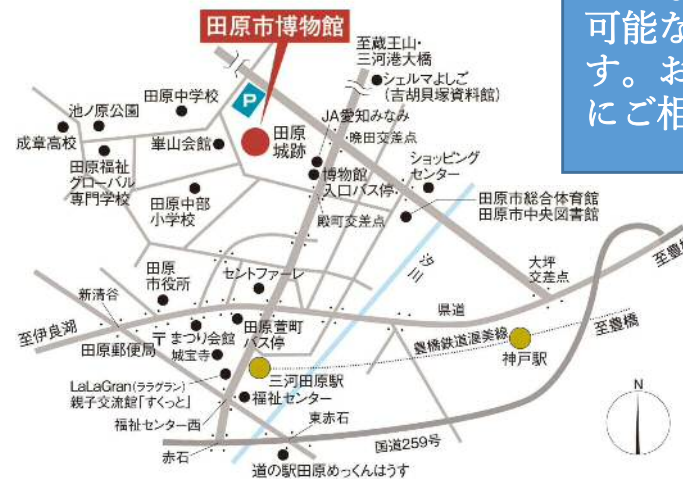 田原市博物館
可能な
す。お
にご相
至蔵王山・
三河港大橋
シェルマよしご
(吉胡貝塚資料館)
P
田原中学校
池ノ原公園
成章高校
崋山会館
田原
城跡
JA愛知みなみ
晩田交差点
博物館
入口バス停
ショッピング
センター
田原福祉
グローバル
専門学校
田原中部
小学校
殿町交差点
田原市総合体育館
田原市中央図書館
汐川
大坪
交差点
至豊
田原
市役所
セントファーレ
新清谷
県道
至伊良湖
田原郵便局
〒
まつり会館
城宝寺
田原萱町
バス停
豊橋鉄道渥美線
至豊橋
神戸駅
三河田原駅
LaLaGran(ララグラン)
親子交流館「すくっと」
福祉センター
福祉センター西
東赤石
赤石
国道259号
道の駅田原めっくんはうす
N